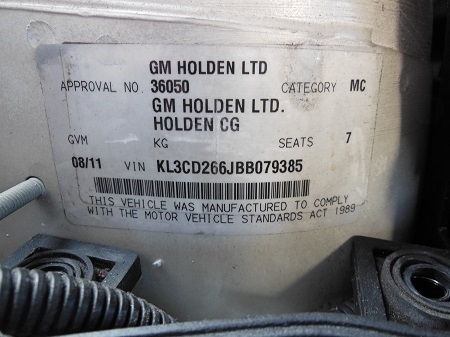 GM HOLDEN LTD
APPROVAL NO. 36050 CATEGORY MC
GM HOLDEN LTD.
HOLDEN CG
GVM KG SEATS 7
08/11 VIN KL3CD266JBB079385
THIS VEHICLE WAS MANUFACTURED TO COMPLY
WITH THE MOTOR VEHICLE STANDARDS ACT 1989